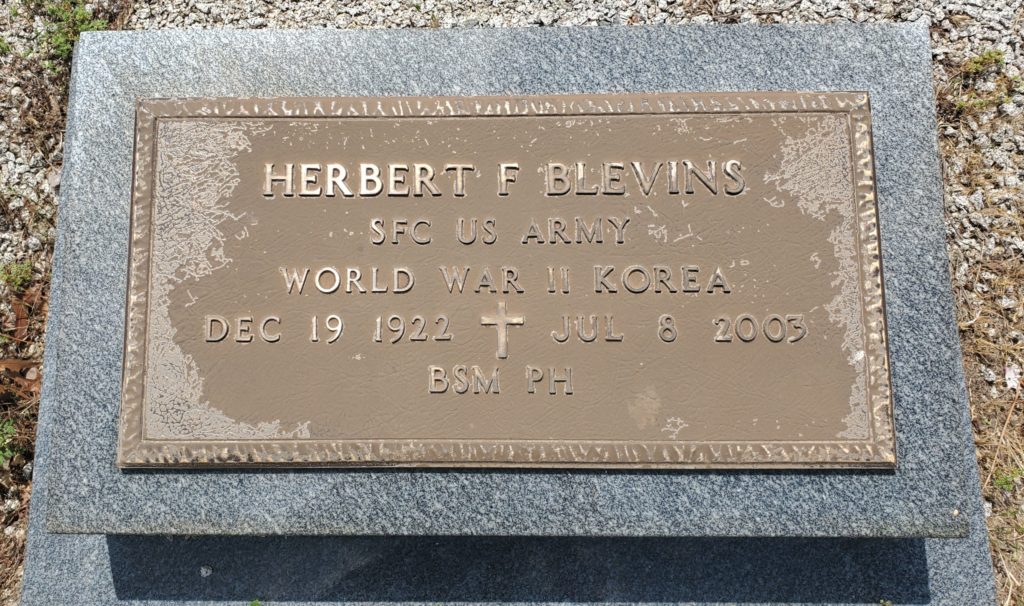 HERBERT F BLEVINS
SFC US ARMY
WORLD WAR II KOREA
DEC 19 1922 JUL 8 2003
BSM PH